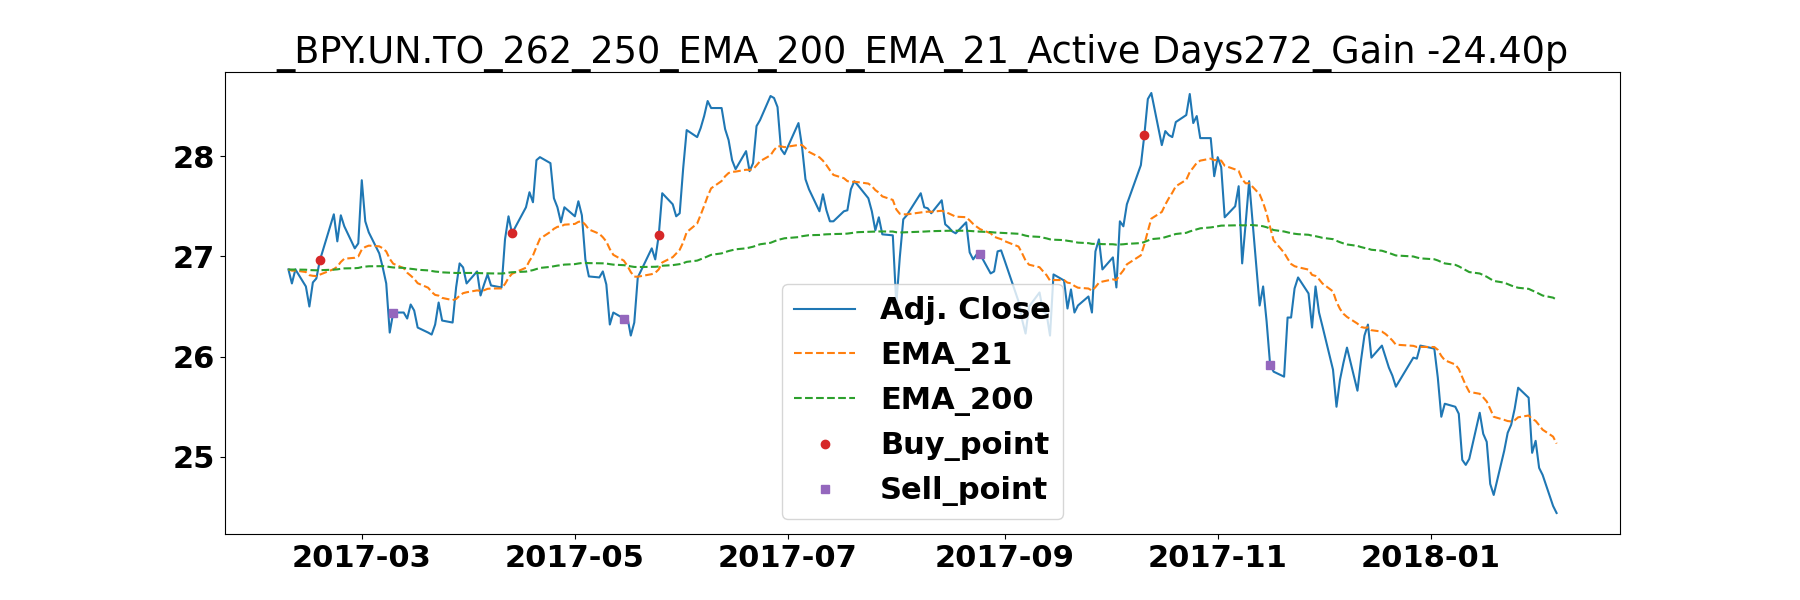 _BPY.UN.TO_262_250_EMA_200_EMA_21_Active Days272_Gain -24.40p
28
27
26
25
Adj. Close
EMA_21
EMA_200
Buy_point
Sell_point
2017-03 2017-05 2017-07 2017-09 2017-11 2018-01